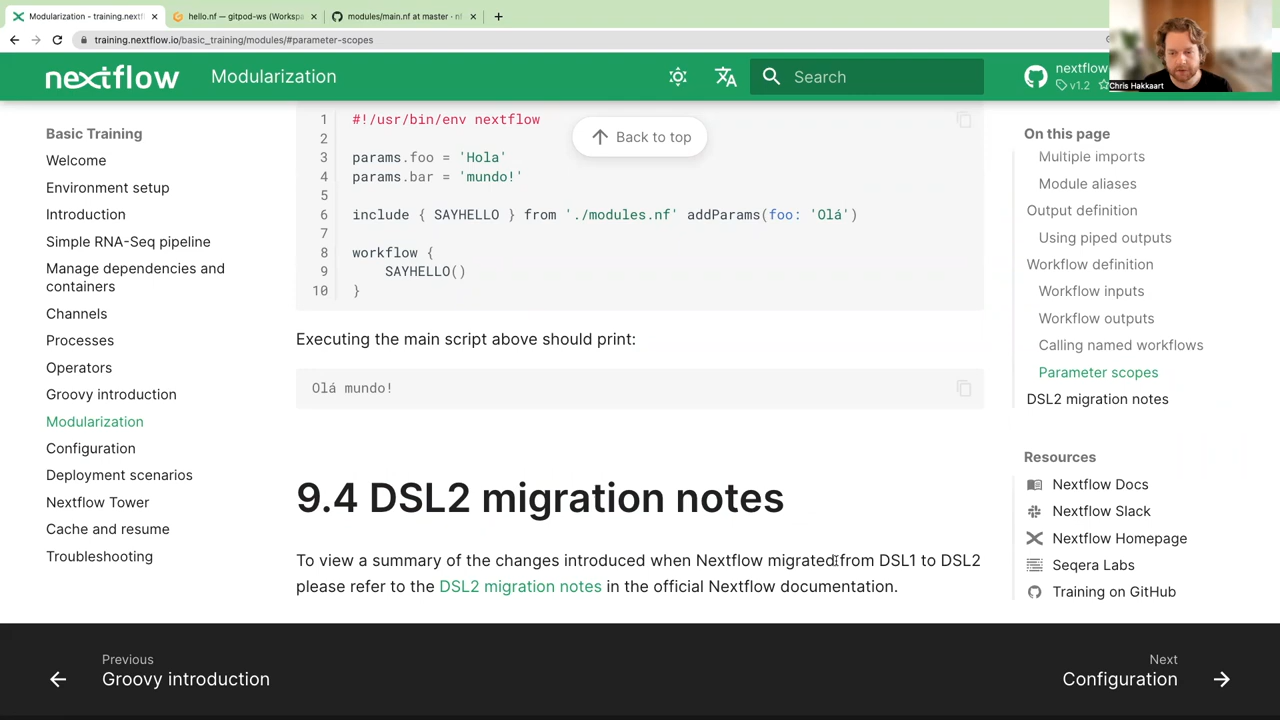 Modularization - training.nextfl
hello.nf — gitpod-ws (Workspa
modules/main.nf at master · nf
training.nextflow.io/basic_training/modules/#parameter-scopes
Chris Hakkaart
nextflow
Modularization
Search
nextflow
v1.2
Basic Training
Welcome
Environment setup
Introduction
Simple RNA-Seq pipeline
Manage dependencies and
containers
Channels
Processes
Operators
Groovy introduction
Modularization
Configuration
Deployment scenarios
Nextflow Tower
Cache and resume
Troubleshooting
Back to top
1 #!/usr/bin/env nextflow
2
3 params.foo = 'Hola'
4 params.bar = 'mundo!'
5
6 include { SAYHELLO } from './modules.nf' addParams(foo: 'Olá')
7
8 workflow {
9 SAYHELLO()
10 }
Executing the main script above should print:
Olá mundo!
9.4 DSL2 migration notes
To view a summary of the changes introduced when Nextflow migrated from DSL1 to DSL2
please refer to the DSL2 migration notes in the official Nextflow documentation.
On this page
Multiple imports
Module aliases
Output definition
Using piped outputs
Workflow definition
Workflow inputs
Workflow outputs
Calling named workflows
Parameter scopes
DSL2 migration notes
Resources
Nextflow Docs
Nextflow Slack
Nextflow Homepage
Seqera Labs
Training on GitHub
Previous
Groovy introduction
Next
Configuration